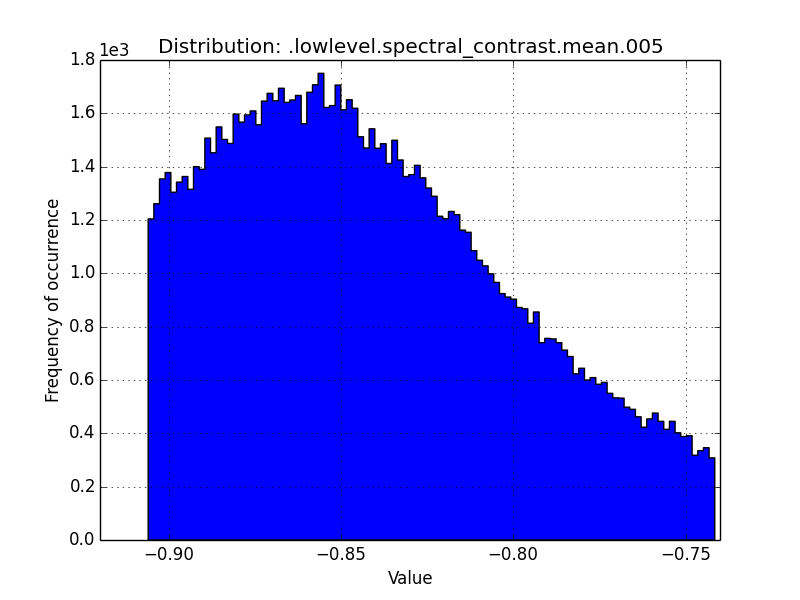 Distribution: .lowlevel.spectral_contrast.mean.005
1e3
1.8
1.6
1.4
1.2
1.0
0.8
0.6
0.4
0.2
0.0
Frequency of occurrence
−0.90 −0.85 −0.80 −0.75
Value